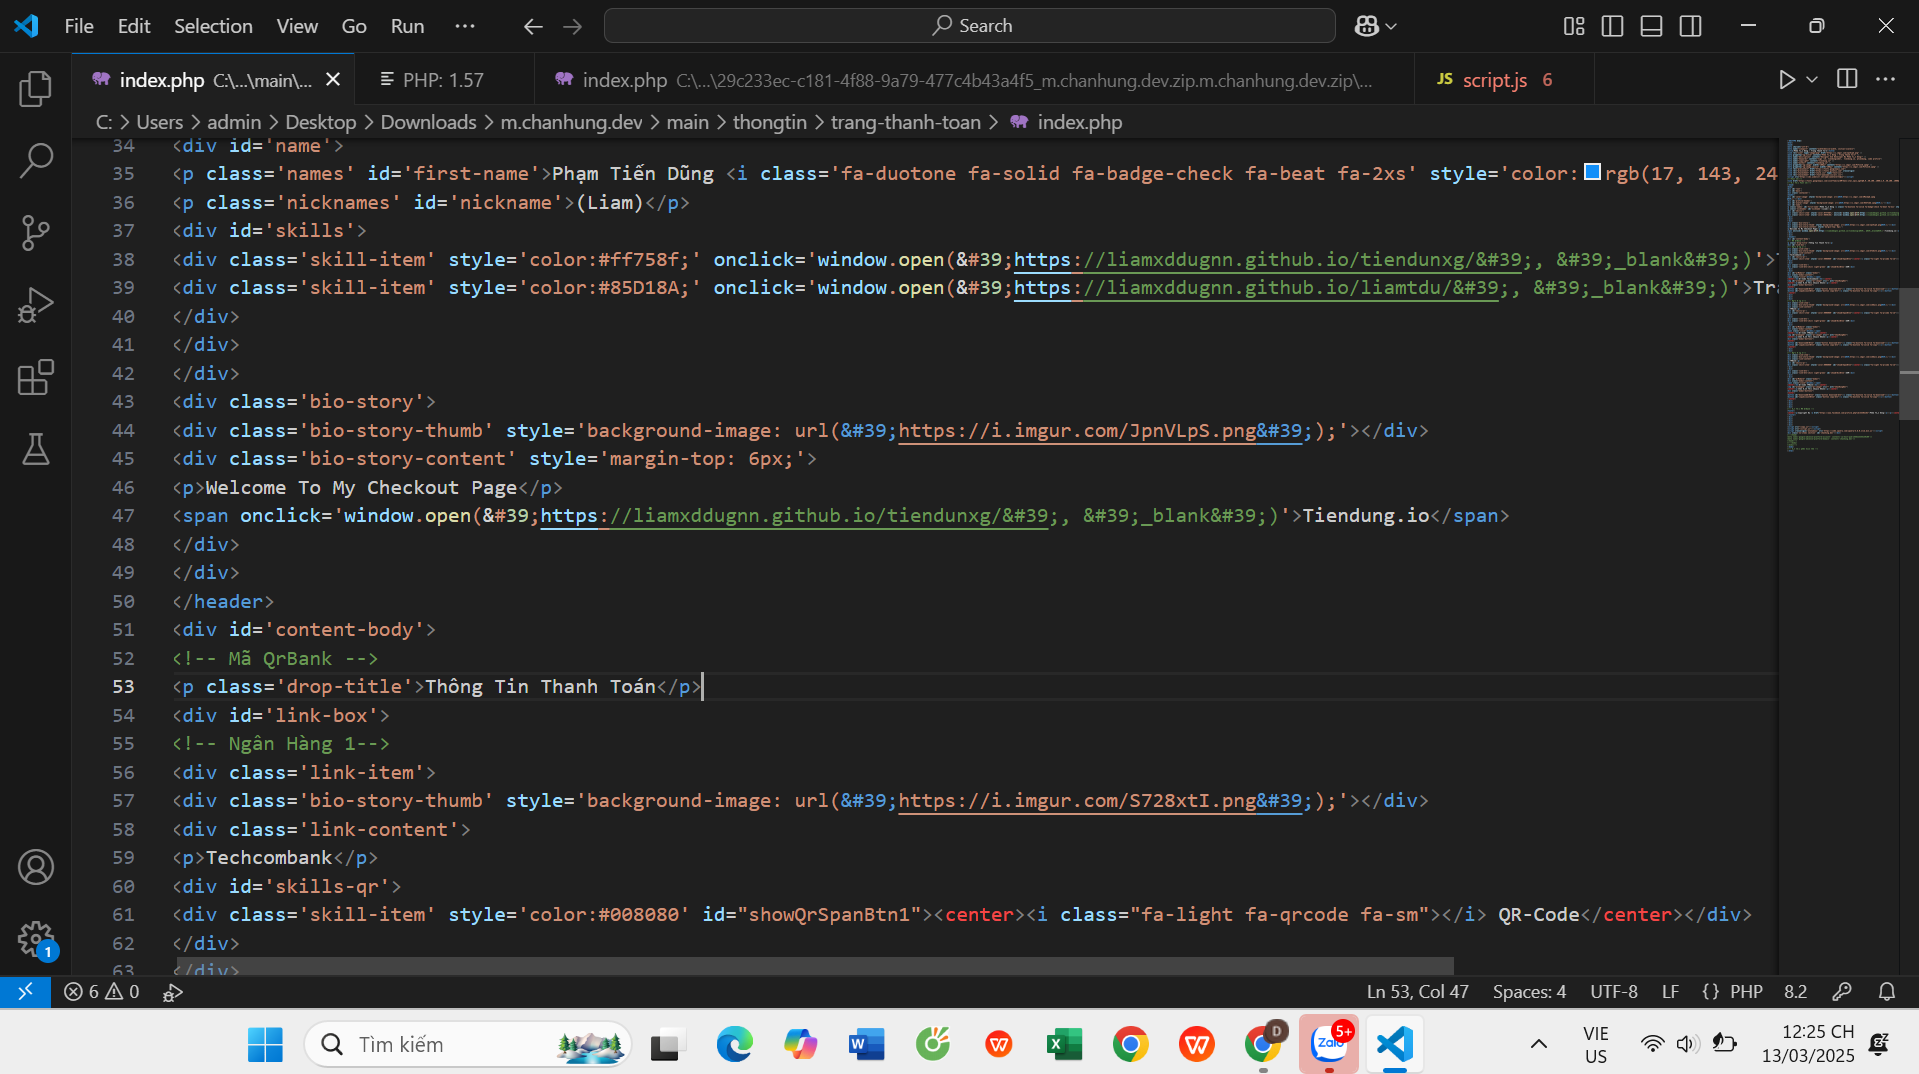 File Edit Selection View Go Run ··· Search
index.php C:\...\main\... PHP: 1.57 index.php C:\...\29c233ec-c181-4f88-9a79-477c4b43a4f5_m.chanhung.dev.zip.m.chanhung.dev.zip\... JS script.js 6
C: > Users > admin > Desktop > Downloads > m.chanhung.dev > main > thongtin > trang-thanh-toan > index.php
34 <div id='name'>
35 <p class='names' id='first-name'>Phạm Tiến Dũng <i class='fa-duotone fa-solid fa-badge-check fa-beat fa-2xs' style='color: rgb(17, 143, 24
36 <p class='nicknames' id='nickname'>(Liam)</p>
37 <div id='skills'>
38 <div class='skill-item' style='color:#ff758f;' onclick='window.open(&#39;https://liamxddugnn.github.io/tiendunxg/&#39;, &#39;_blank&#39;)'>
39 <div class='skill-item' style='color:#85D18A;' onclick='window.open(&#39;https://liamxddugnn.github.io/liamtdu/&#39;, &#39;_blank&#39;)'>Tra
40 </div>
41 </div>
42 </div>
43 <div class='bio-story'>
44 <div class='bio-story-thumb' style='background-image: url(&#39;https://i.imgur.com/JpnVLpS.png&#39;);'></div>
45 <div class='bio-story-content' style='margin-top: 6px;'>
46 <p>Welcome To My Checkout Page</p>
47 <span onclick='window.open(&#39;https://liamxddugnn.github.io/tiendunxg/&#39;, &#39;_blank&#39;)'>Tiendung.io</span>
48 </div>
49 </div>
50 </header>
51 <div id='content-body'>
52 <!-- Mã QrBank -->
53 <p class='drop-title'>Thông Tin Thanh Toán</p>
54 <div id='link-box'>
55 <!-- Ngân Hàng 1-->
56 <div class='link-item'>
57 <div class='bio-story-thumb' style='background-image: url(&#39;https://i.imgur.com/S728xtI.png&#39;);'></div>
58 <div class='link-content'>
59 <p>Techcombank</p>
60 <div id='skills-qr'>
61 <div class='skill-item' style='color:#008080' id="showQrSpanBtn1"><center><i class="fa-light fa-qrcode fa-sm"></i> QR-Code</center></div>
62 </div>
63 </div>
1
6 0 Ln 53, Col 47 Spaces: 4 UTF-8 LF {} PHP 8.2
Tìm kiếm
W
X
D
Zalo 5+
VIE
US
12:25 CH
13/03/2025